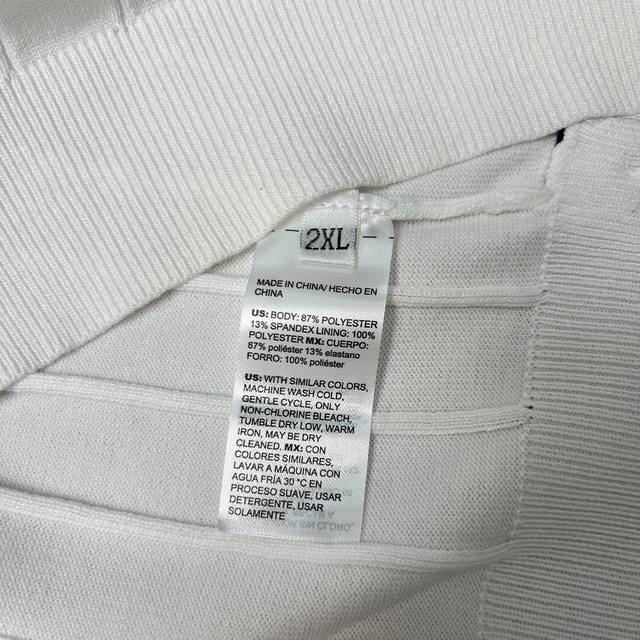 2XL
MADE IN CHINA/ HECHO EN
CHINA
US: BODY: 87% POLYESTER
13% SPANDEX LINING: 100%
POLYESTER MX: CUERPO:
87% poliéster 13% elastano
FORRO: 100% poliéster
US: WITH SIMILAR COLORS,
MACHINE WASH COLD,
GENTLE CYCLE, ONLY
NON-CHLORINE BLEACH,
TUMBLE DRY LOW, WARM
IRON, MAY BE DRY
CLEANED. MX: CON
COLORES SIMILARES,
LAVAR A MÁQUINA CON
AGUA FRÍA 30 °C EN
PROCESO SUAVE, USAR
DETERGENTE, USAR
SOLAMENTE
SIN CLORO,